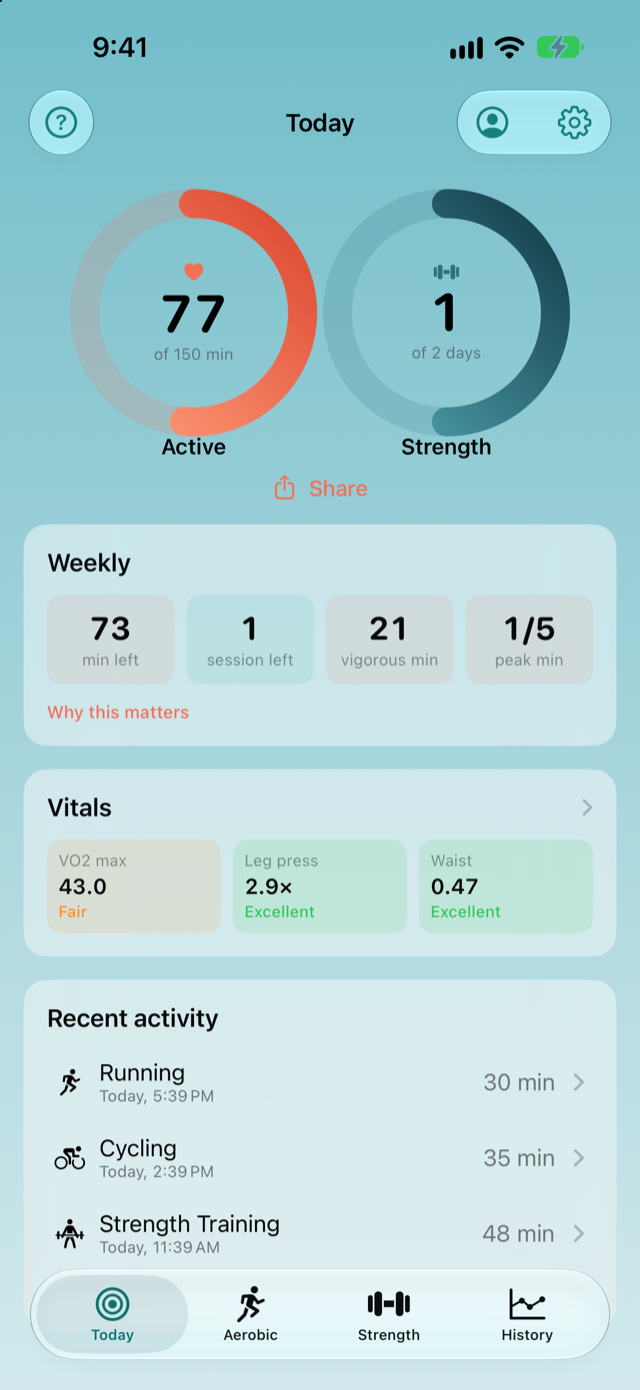 9:41
?
Today
77
of 150 min
Active
1
of 2 days
Strength
Share
Weekly
73
min left
1
session left
21
vigorous min
1/5
peak min
Why this matters
Vitals
VO2 max
43.0
Fair
Leg press
2.9×
Excellent
Waist
0.47
Excellent
Recent activity
Running
Today, 5:39 PM
30 min
Cycling
Today, 2:39 PM
35 min
Strength Training
Today, 11:39 AM
48 min
Today
Aerobic
Strength
History